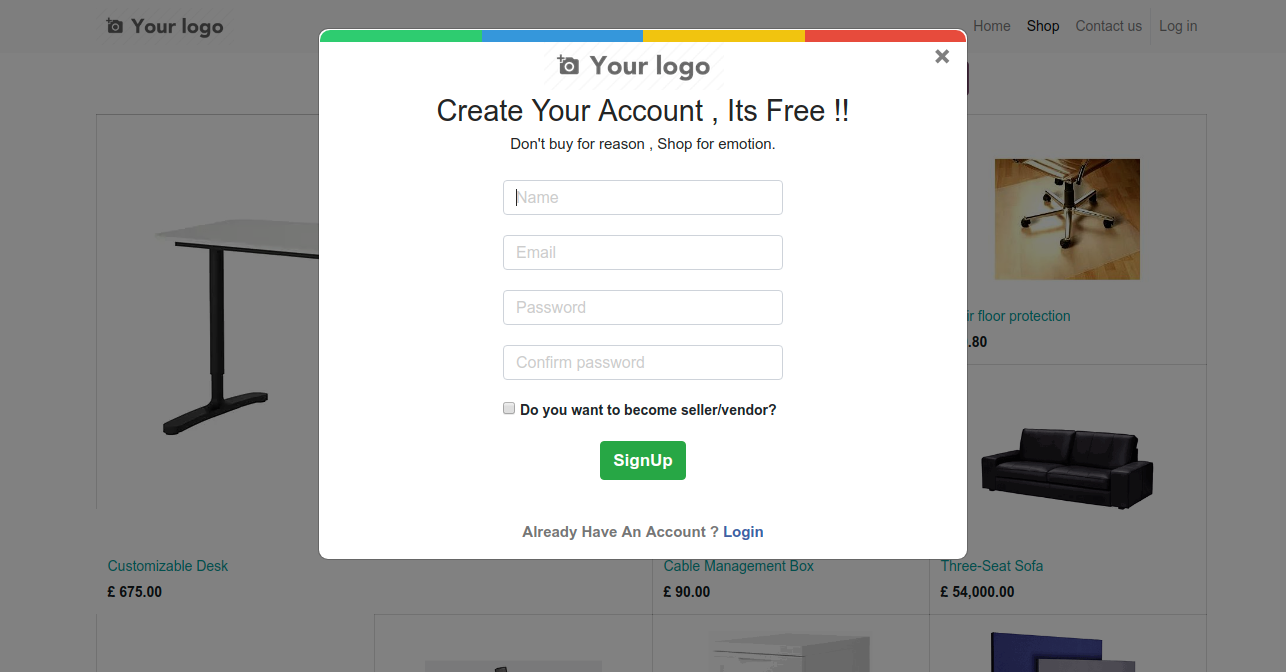 Your logo
Home Shop Contact us Log in
Your logo
Create Your Account , Its Free !!
Don't buy for reason , Shop for emotion.
Name
Email
Password
Confirm password
Do you want to become seller/vendor?
SignUp
Already Have An Account ? Login
ir floor protection
.80
Customizable Desk
£ 675.00
Cable Management Box
£ 90.00
Three-Seat Sofa
£ 54,000.00